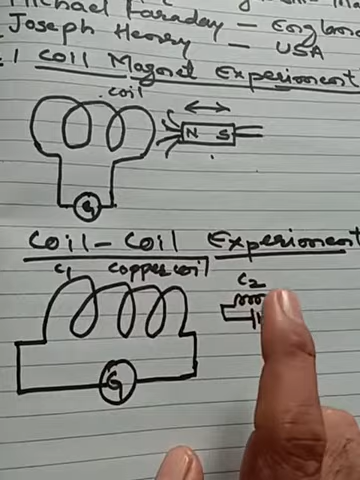 Michael Faraday – England
Joseph Henry – USA
1 Coil Magnet Experiment
coil
N S
G
Coil – Coil Experiment
C1 copper coil C2
G